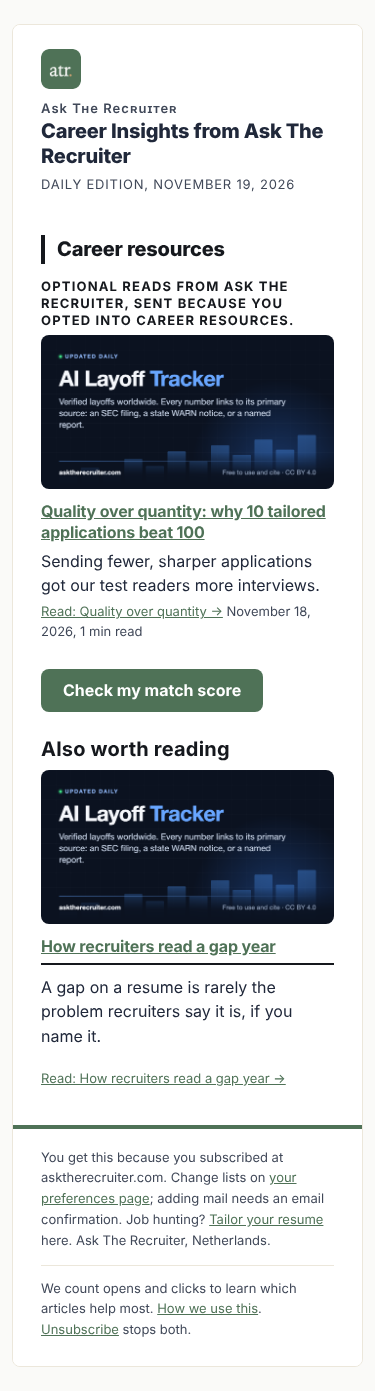 atr.
Ask The Recruiter
Career Insights from Ask The
Recruiter
DAILY EDITION, NOVEMBER 19, 2026
Career resources
OPTIONAL READS FROM ASK THE
RECRUITER, SENT BECAUSE YOU
OPTED INTO CAREER RESOURCES.
UPDATED DAILY
AI Layoff Tracker
Verified layoffs worldwide. Every number links to its primary
source: an SEC filing, a state WARN notice, or a named
report.
asktherecruiter.com
Free to use and cite · CC BY 4.0
Quality over quantity: why 10 tailored
applications beat 100
Sending fewer, sharper applications
got our test readers more interviews.
Read: Quality over quantity → November 18,
2026, 1 min read
Check my match score
Also worth reading
UPDATED DAILY
AI Layoff Tracker
Verified layoffs worldwide. Every number links to its primary
source: an SEC filing, a state WARN notice, or a named
report.
asktherecruiter.com
Free to use and cite · CC BY 4.0
How recruiters read a gap year
A gap on a resume is rarely the
problem recruiters say it is, if you
name it.
Read: How recruiters read a gap year →
You get this because you subscribed at
asktherecruiter.com. Change lists on your
preferences page; adding mail needs an email
confirmation. Job hunting? Tailor your resume
here. Ask The Recruiter, Netherlands.
We count opens and clicks to learn which
articles help most. How we use this.
Unsubscribe stops both.